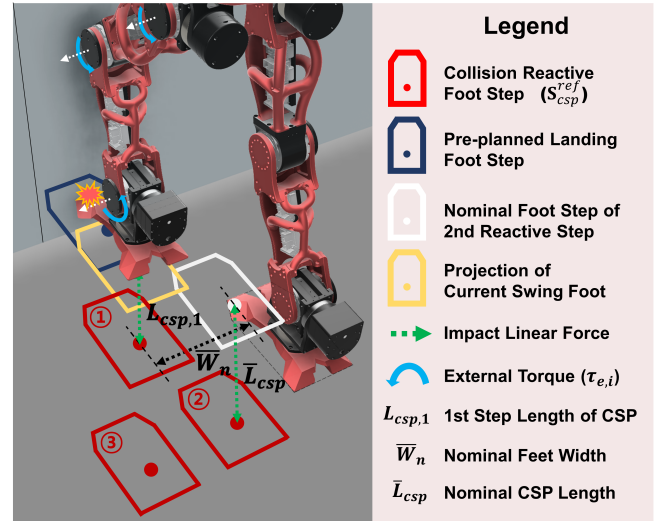 Legend
Collision Reactive
Foot Step (S_{csp}^{ref})
Pre-planned Landing
Foot Step
Nominal Foot Step of
2nd Reactive Step
Projection of
Current Swing Foot
Impact Linear Force
External Torque (τ_{e,i})
L_{csp,1} 1st Step Length of CSP
W̅_n Nominal Feet Width
L̅_{csp} Nominal CSP Length
①
L_{csp,1}
W̅_n
L̅_{csp}
②
③